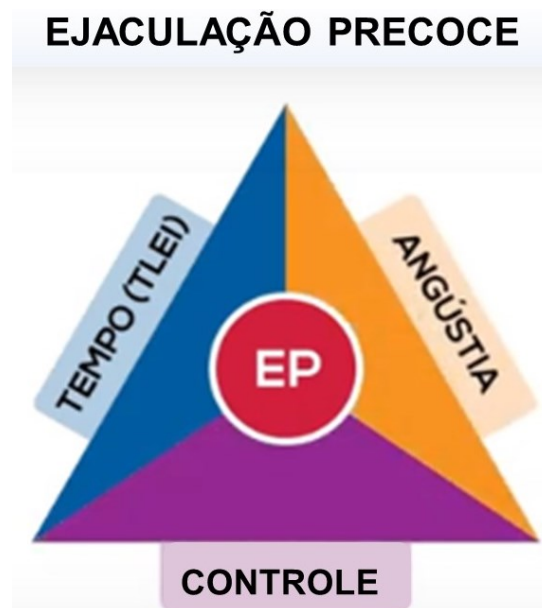 EJACULAÇÃO PRECOCE
TEMPO (TLEI)
ANGÚSTIA
EP
CONTROLE